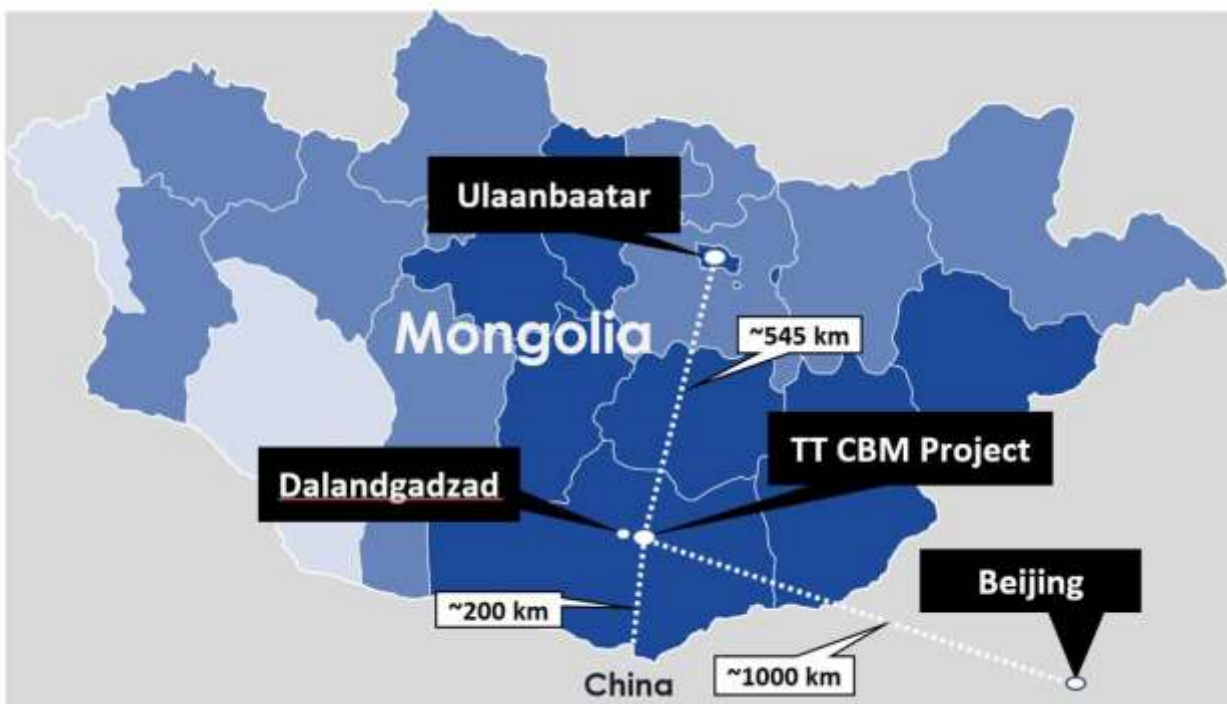 Ulaanbaatar
Mongolia
~545 km
TT CBM Project
Dalandgadzad
Beijing
~200 km
~1000 km
China